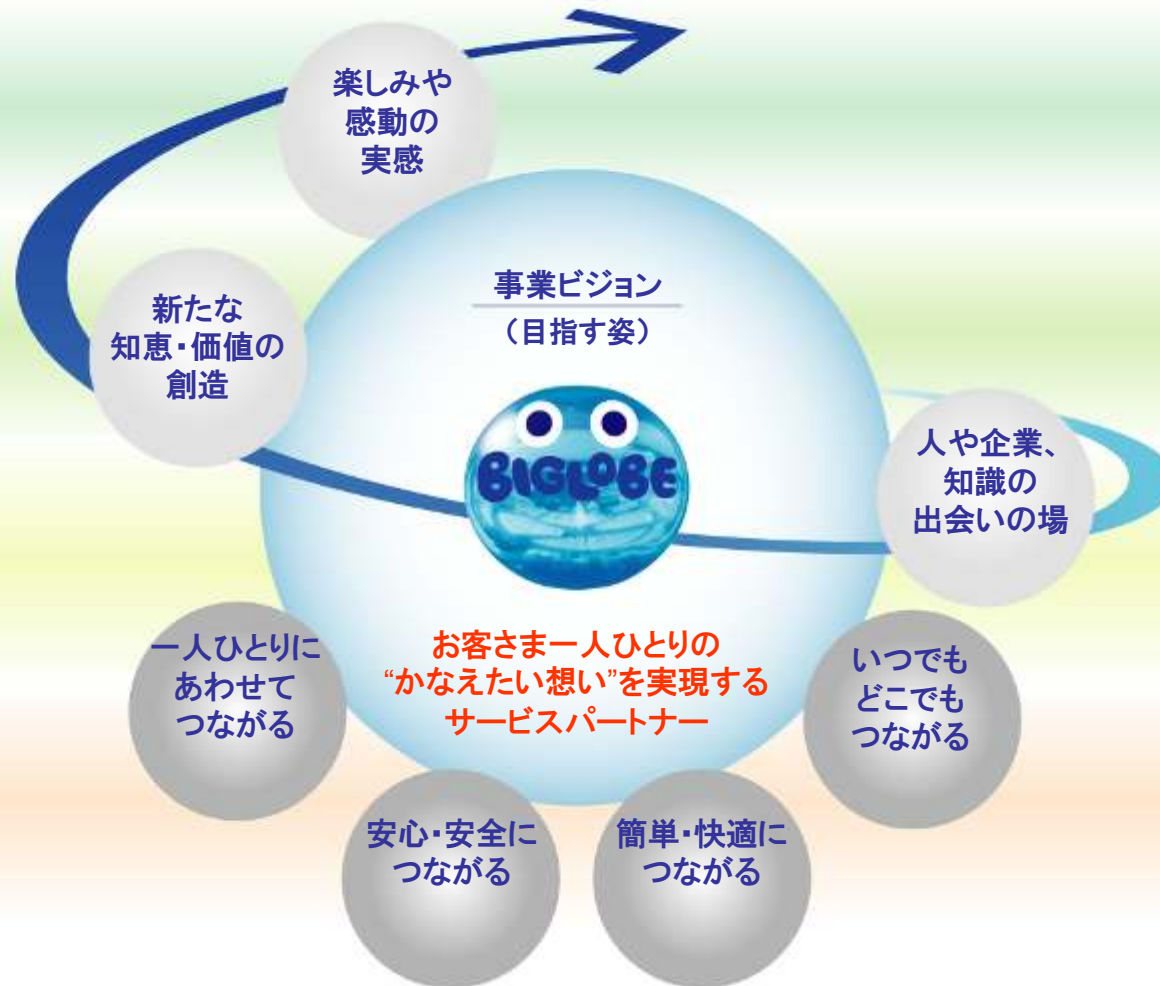 楽しみや
感動の
実感
新たな
知恵・価値の
創造
事業ビジョン
（目指す姿）
BIGLOBE
人や企業、
知識の
出会いの場
お客さま一人ひとりの
“かなえたい想い”を実現する
サービスパートナー
一人ひとりに
あわせて
つながる
いつでも
どこでも
つながる
安心・安全に
つながる
簡単・快適に
つながる